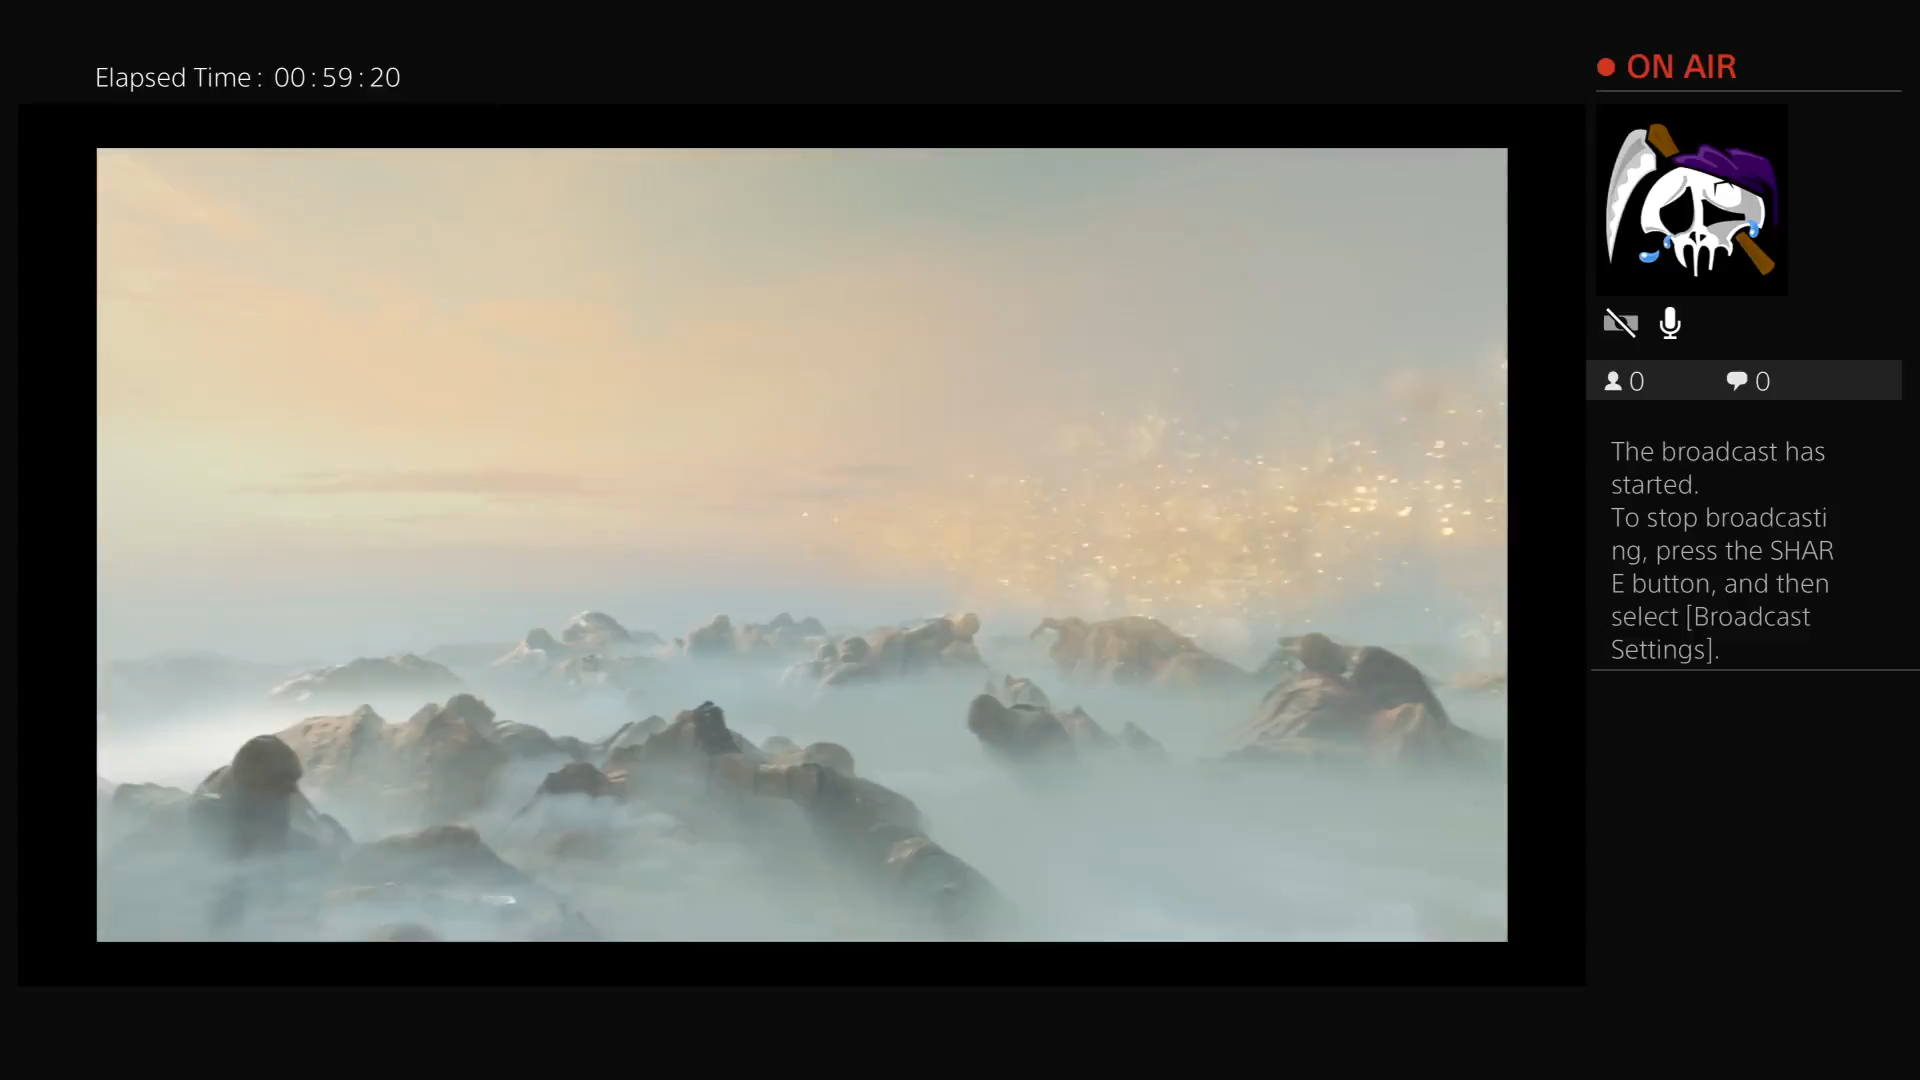 Elapsed Time: 00:59:20
ON AIR
0 0
The broadcast has
started.
To stop broadcasti
ng, press the SHAR
E button, and then
select [Broadcast
Settings].